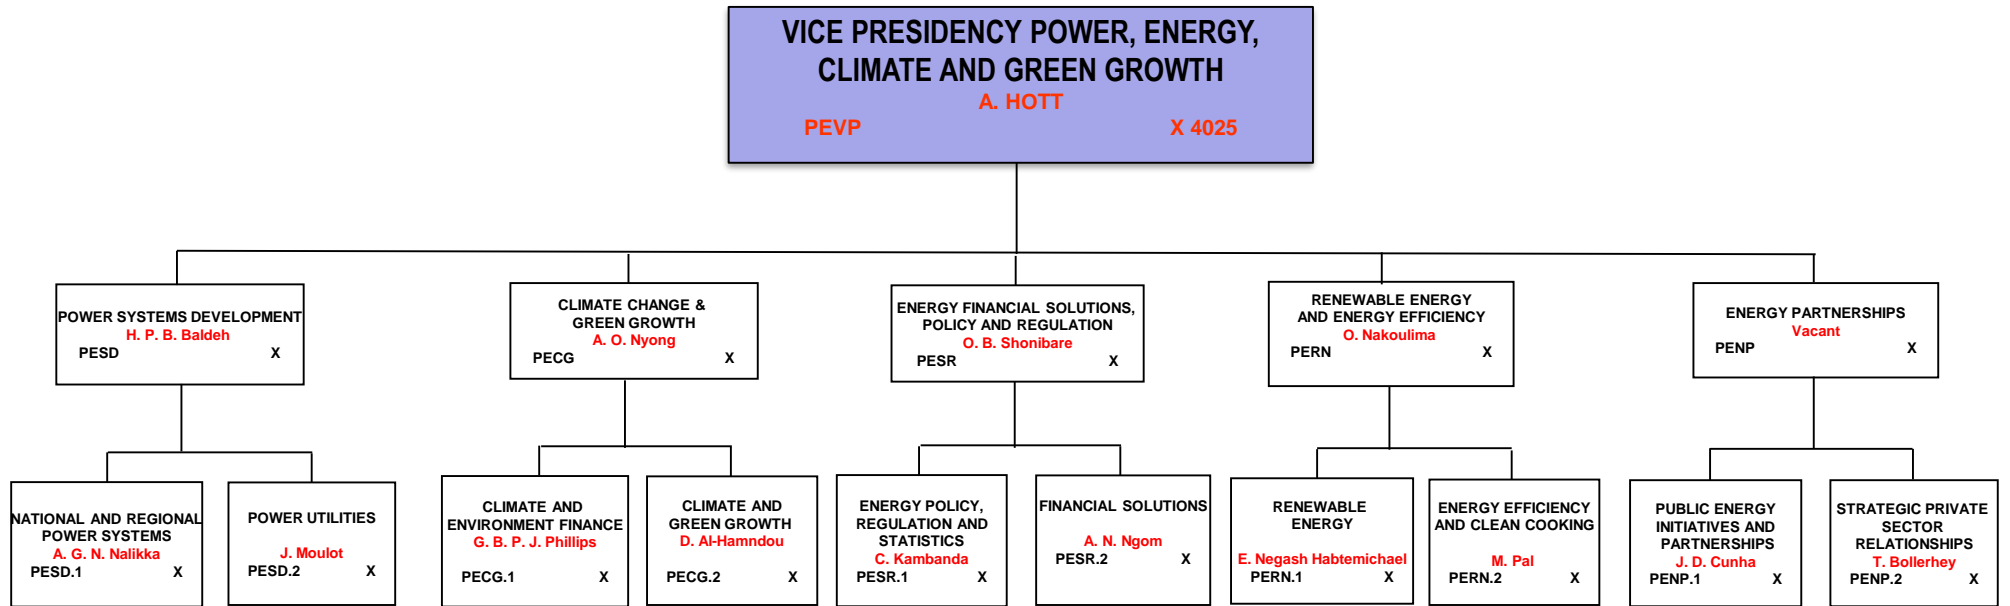 VICE PRESIDENCY POWER, ENERGY,
CLIMATE AND GREEN GROWTH
A. HOTT
PEVP X 4025
POWER SYSTEMS DEVELOPMENT
H. P. B. Baldeh
PESD X
CLIMATE CHANGE &
GREEN GROWTH
A. O. Nyong
PECG X
ENERGY FINANCIAL SOLUTIONS,
POLICY AND REGULATION
O. B. Shonibare
PESR X
RENEWABLE ENERGY
AND ENERGY EFFICIENCY
O. Nakoulima
PERN X
ENERGY PARTNERSHIPS
Vacant
PENP X
NATIONAL AND REGIONAL
POWER SYSTEMS
A. G. N. Nalikka
PESD.1 X
POWER UTILITIES
J. Moulot
PESD.2 X
CLIMATE AND
ENVIRONMENT FINANCE
G. B. P. J. Phillips
PECG.1 X
CLIMATE AND
GREEN GROWTH
D. Al-Hamndou
PECG.2 X
ENERGY POLICY,
REGULATION AND
STATISTICS
C. Kambanda
PESR.1 X
FINANCIAL SOLUTIONS
A. N. Ngom
PESR.2 X
RENEWABLE
ENERGY
E. Negash Habtemichael
PERN.1 X
ENERGY EFFICIENCY
AND CLEAN COOKING
M. Pal
PERN.2 X
PUBLIC ENERGY
INITIATIVES AND
PARTNERSHIPS
J. D. Cunha
PENP.1 X
STRATEGIC PRIVATE
SECTOR
RELATIONSHIPS
T. Bollerhey
PENP.2 X